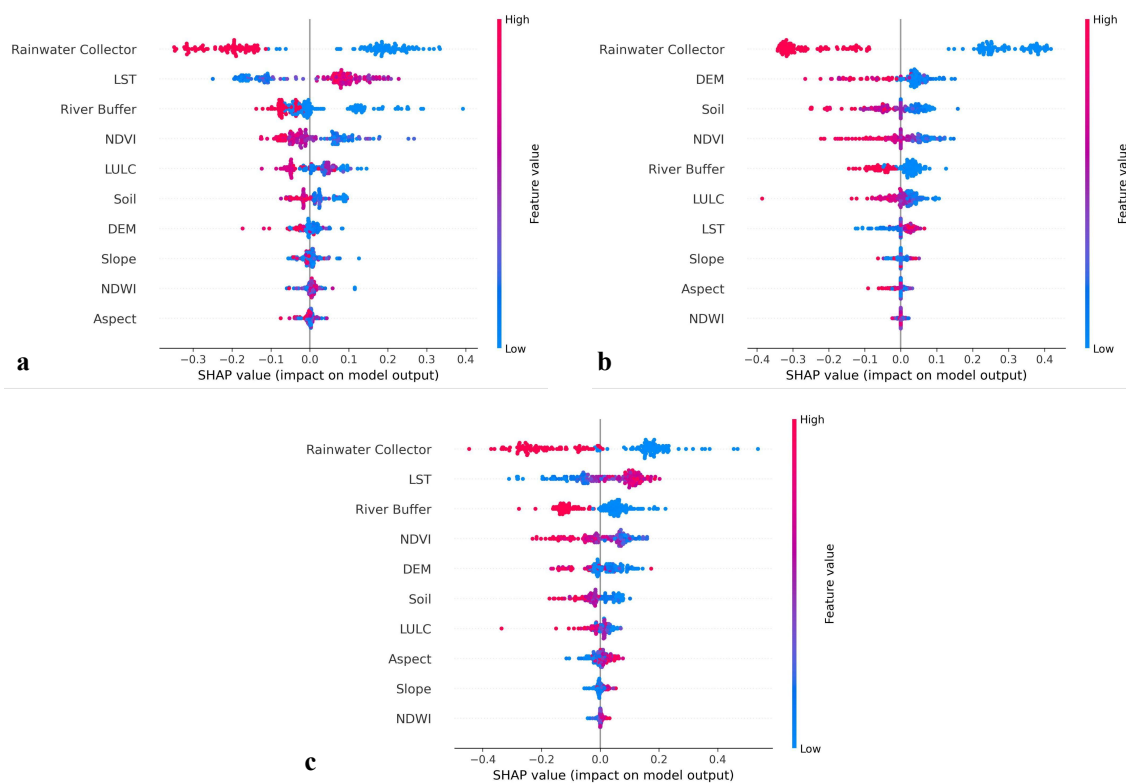 High
Rainwater Collector
LST
River Buffer
NDVI
LULC
Soil
DEM
Slope
NDWI
Aspect
Feature value
Low
−0.3 −0.2 −0.1 0.0 0.1 0.2 0.3 0.4
SHAP value (impact on model output)
a
High
Rainwater Collector
DEM
Soil
NDVI
River Buffer
LULC
LST
Slope
Aspect
NDWI
Feature value
Low
−0.4 −0.3 −0.2 −0.1 0.0 0.1 0.2 0.3 0.4
SHAP value (impact on model output)
b
High
Rainwater Collector
LST
River Buffer
NDVI
DEM
Soil
LULC
Aspect
Slope
NDWI
Feature value
Low
−0.4 −0.2 0.0 0.2 0.4
SHAP value (impact on model output)
c